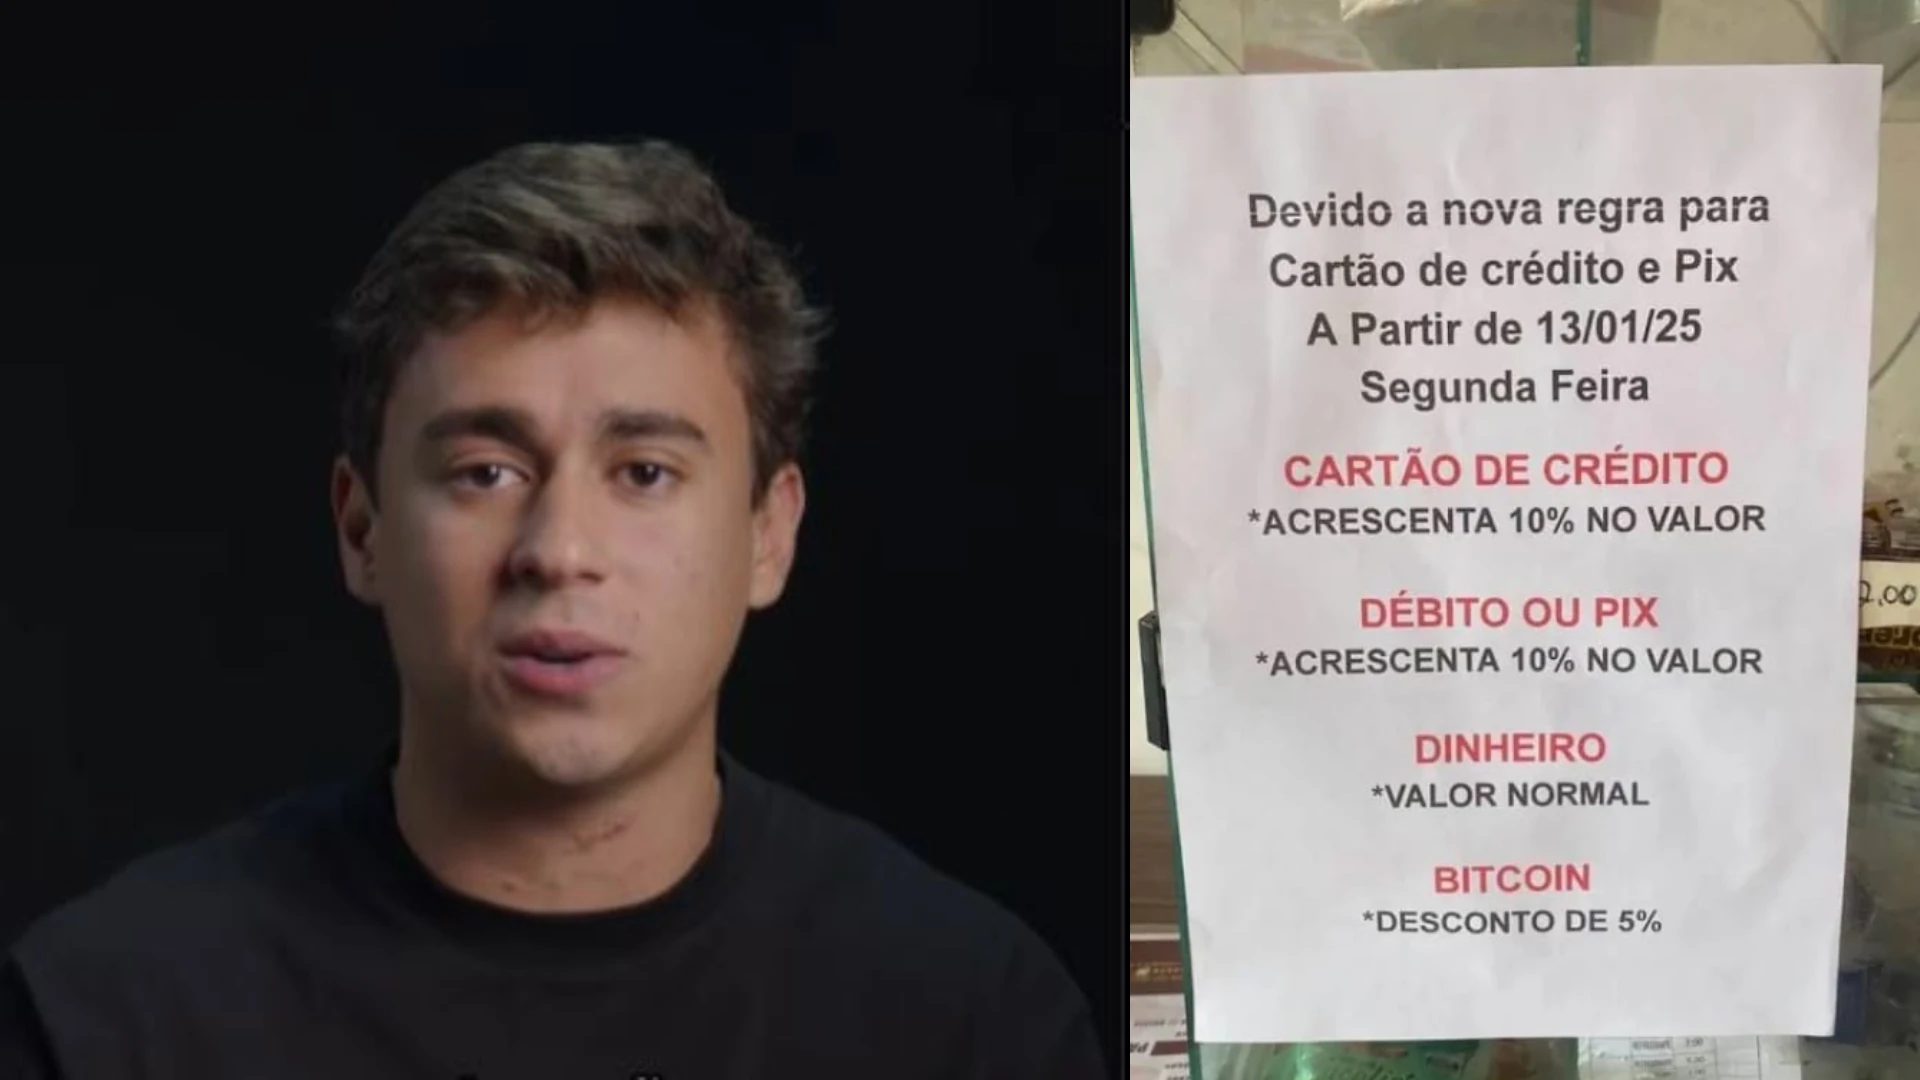 Devido a nova regra para
Cartão de crédito e Pix
A Partir de 13/01/25
Segunda Feira
CARTÃO DE CRÉDITO
*ACRESCENTA 10% NO VALOR
DÉBITO OU PIX
*ACRESCENTA 10% NO VALOR
DINHEIRO
*VALOR NORMAL
BITCOIN
*DESCONTO DE 5%